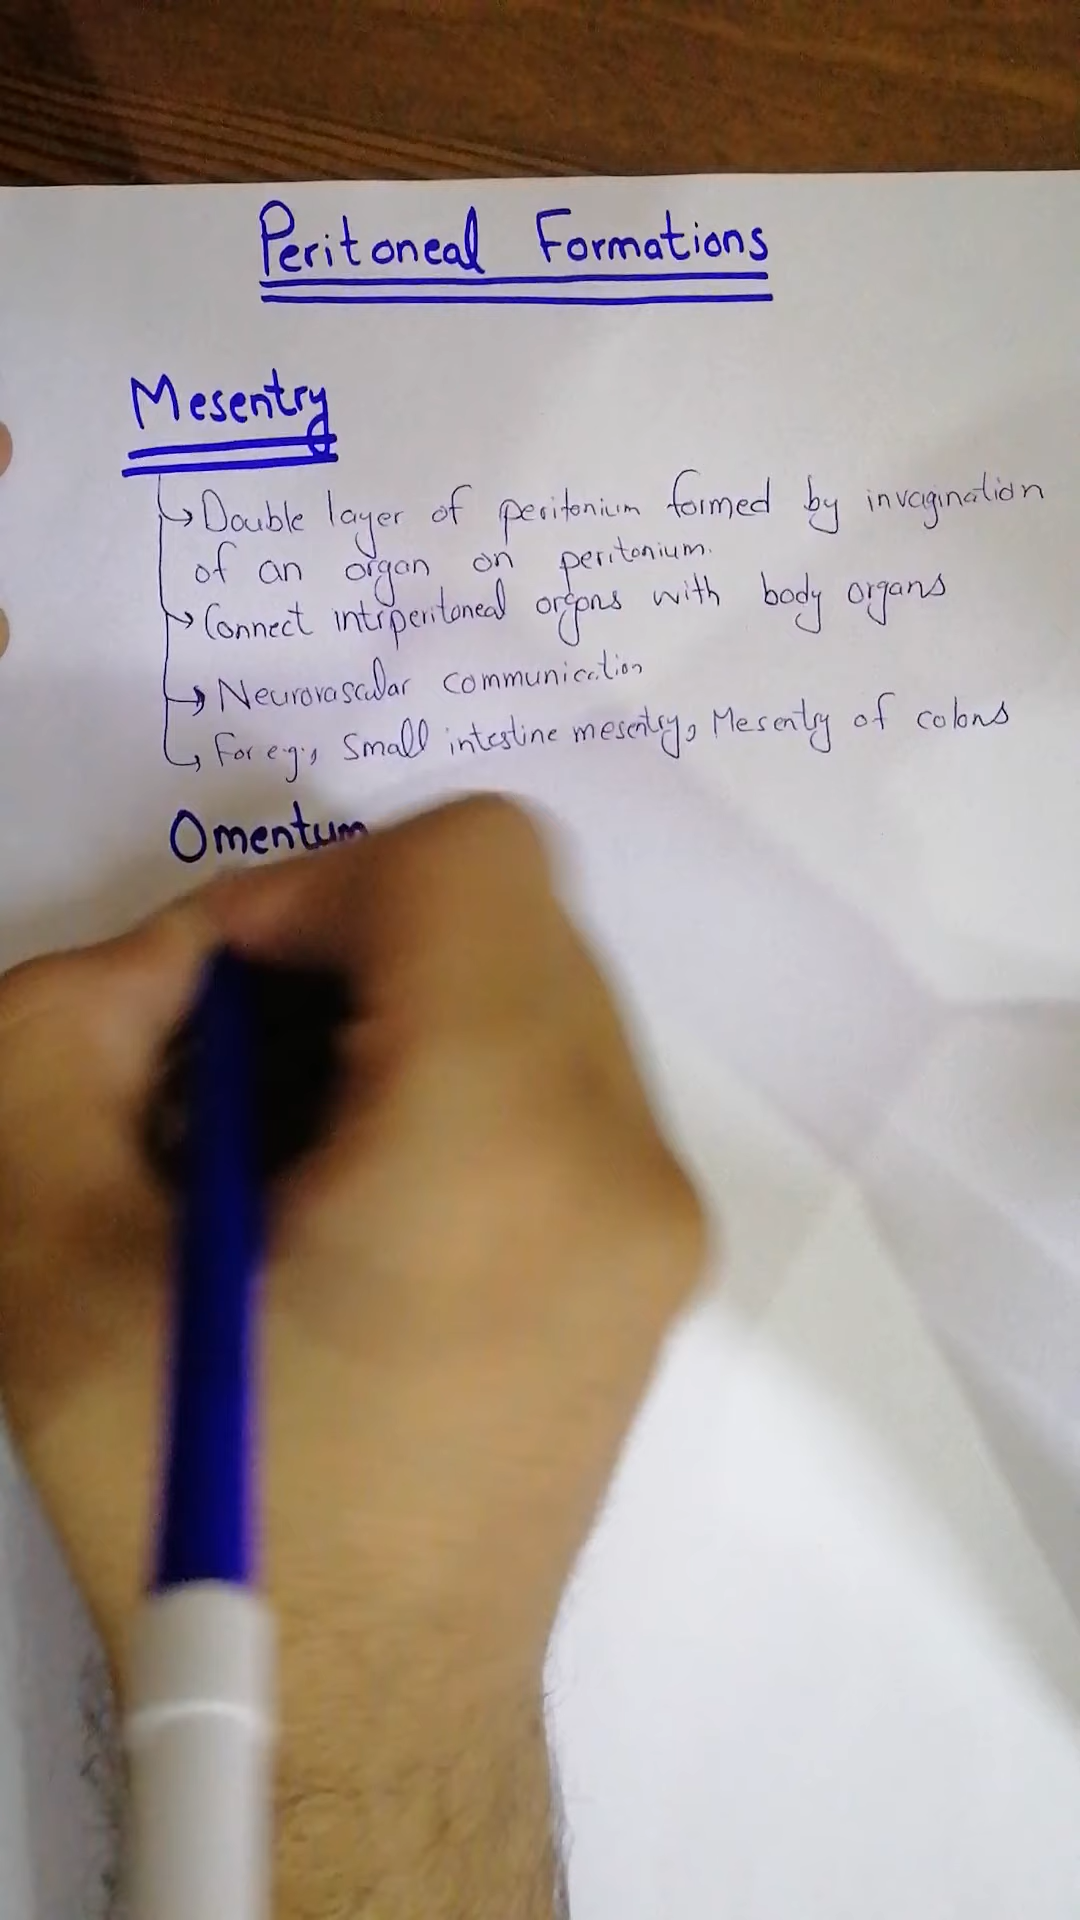 Peritoneal Formations
Mesentry
Double layer of peritonium formed by invagination
of an organ on peritonium.
Connect intrperitoneal organs with body organs
Neurovascular communication
For e.g., Small intestine mesentry, Mesentry of colons
Omentum